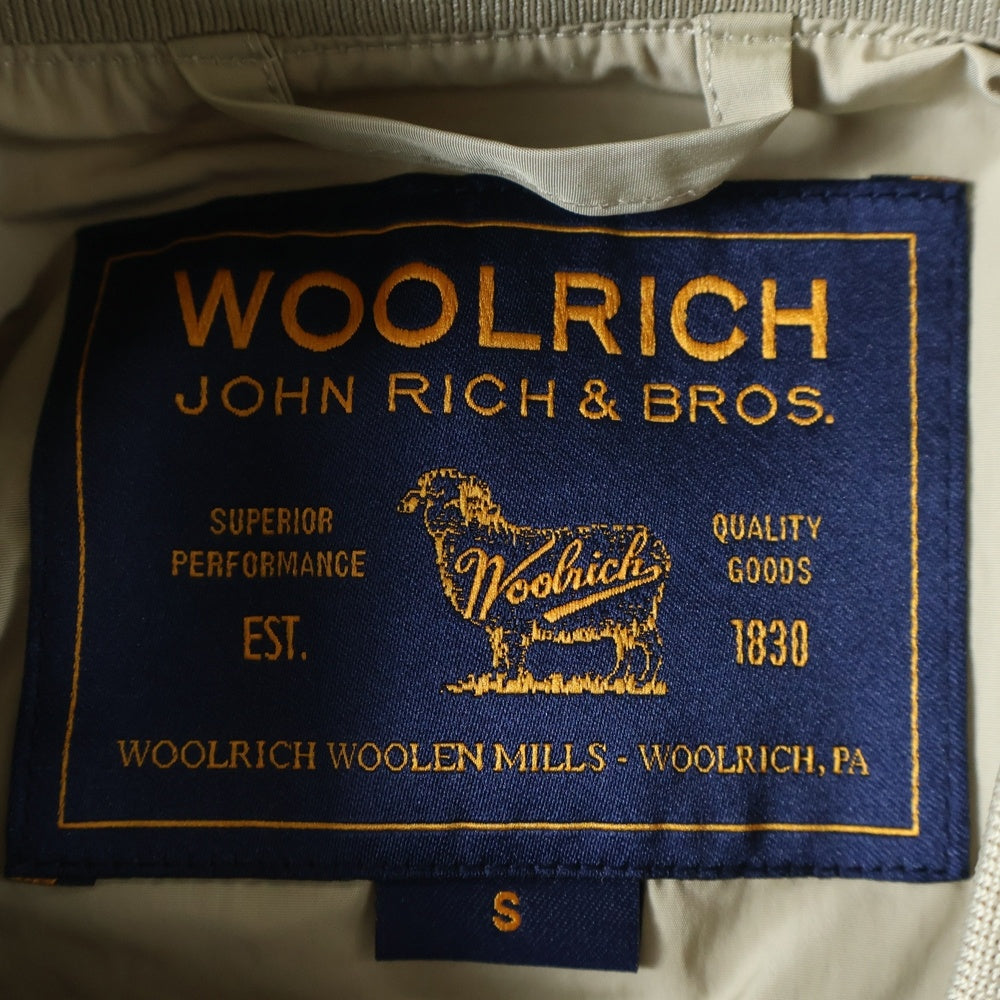 WOOLRICH
JOHN RICH & BROS.
SUPERIOR
PERFORMANCE
EST.
Woolrich
QUALITY
GOODS
1830
WOOLRICH WOOLEN MILLS - WOOLRICH, PA
S